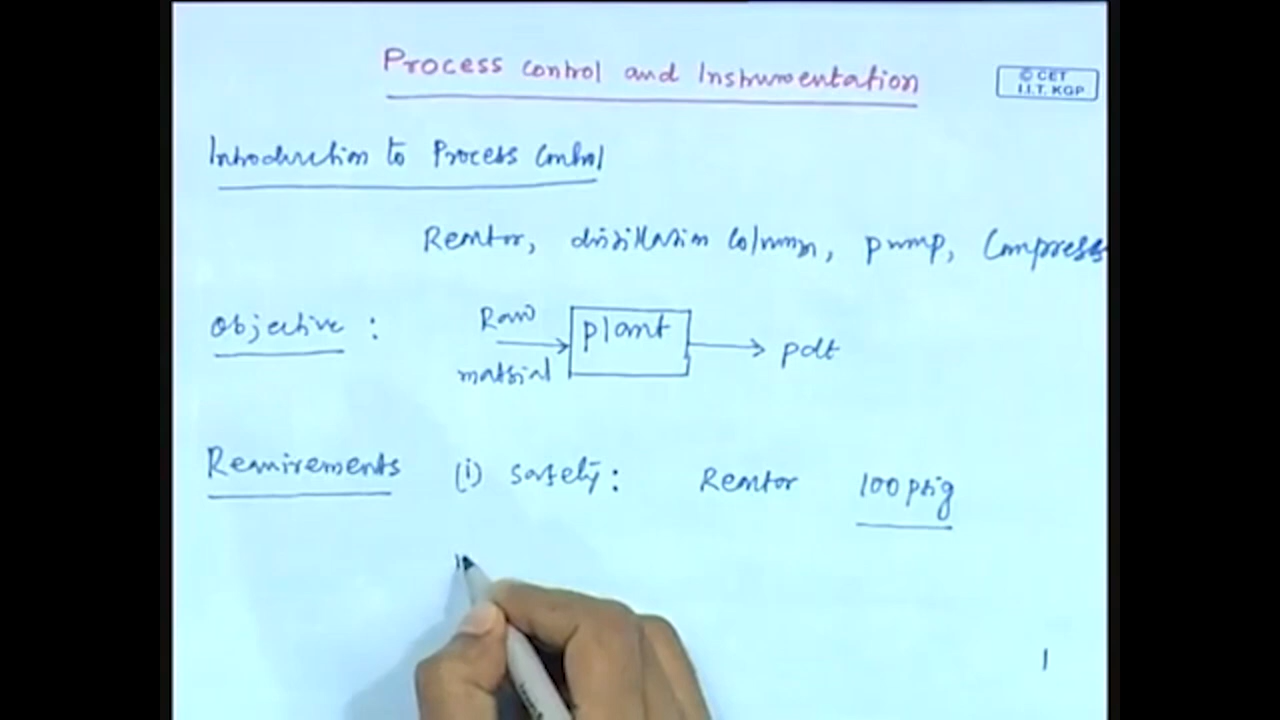 Process control and Instrumentation
© CET
I.I.T. KGP
Introduction to Process Control
Reactor, distillation column, pump, Compress
Objective :
Raw
material
plant
pdt
Requirements (i) Safety : Reactor 100 psig
1